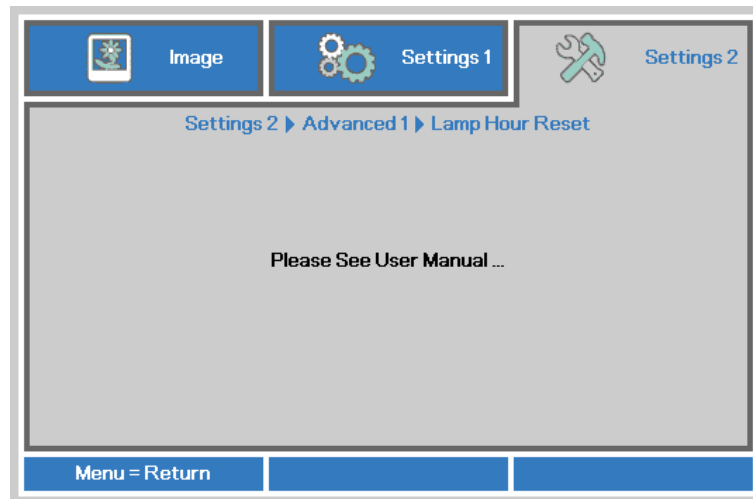 Image
Settings 1
Settings 2
Settings 2 Advanced 1 Lamp Hour Reset
Please See User Manual ...
Menu = Return